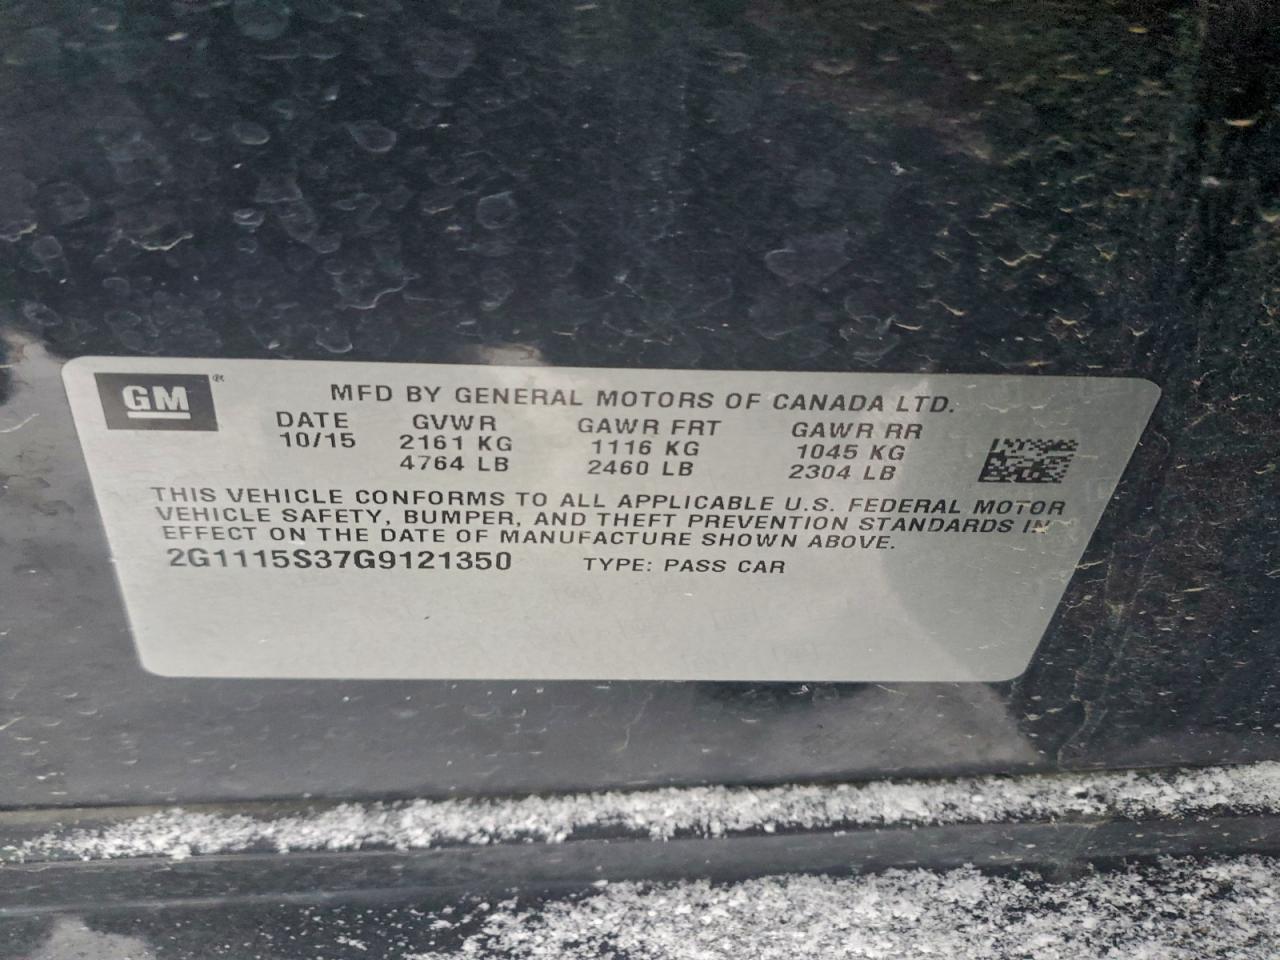 GM®
MFD BY GENERAL MOTORS OF CANADA LTD.
DATE GVWR GAWR FRT GAWR RR
10/15 2161 KG 1116 KG 1045 KG
4764 LB 2460 LB 2304 LB
THIS VEHICLE CONFORMS TO ALL APPLICABLE U.S. FEDERAL MOTOR
VEHICLE SAFETY, BUMPER, AND THEFT PREVENTION STANDARDS IN
EFFECT ON THE DATE OF MANUFACTURE SHOWN ABOVE.
2G1115S37G9121350 TYPE: PASS CAR